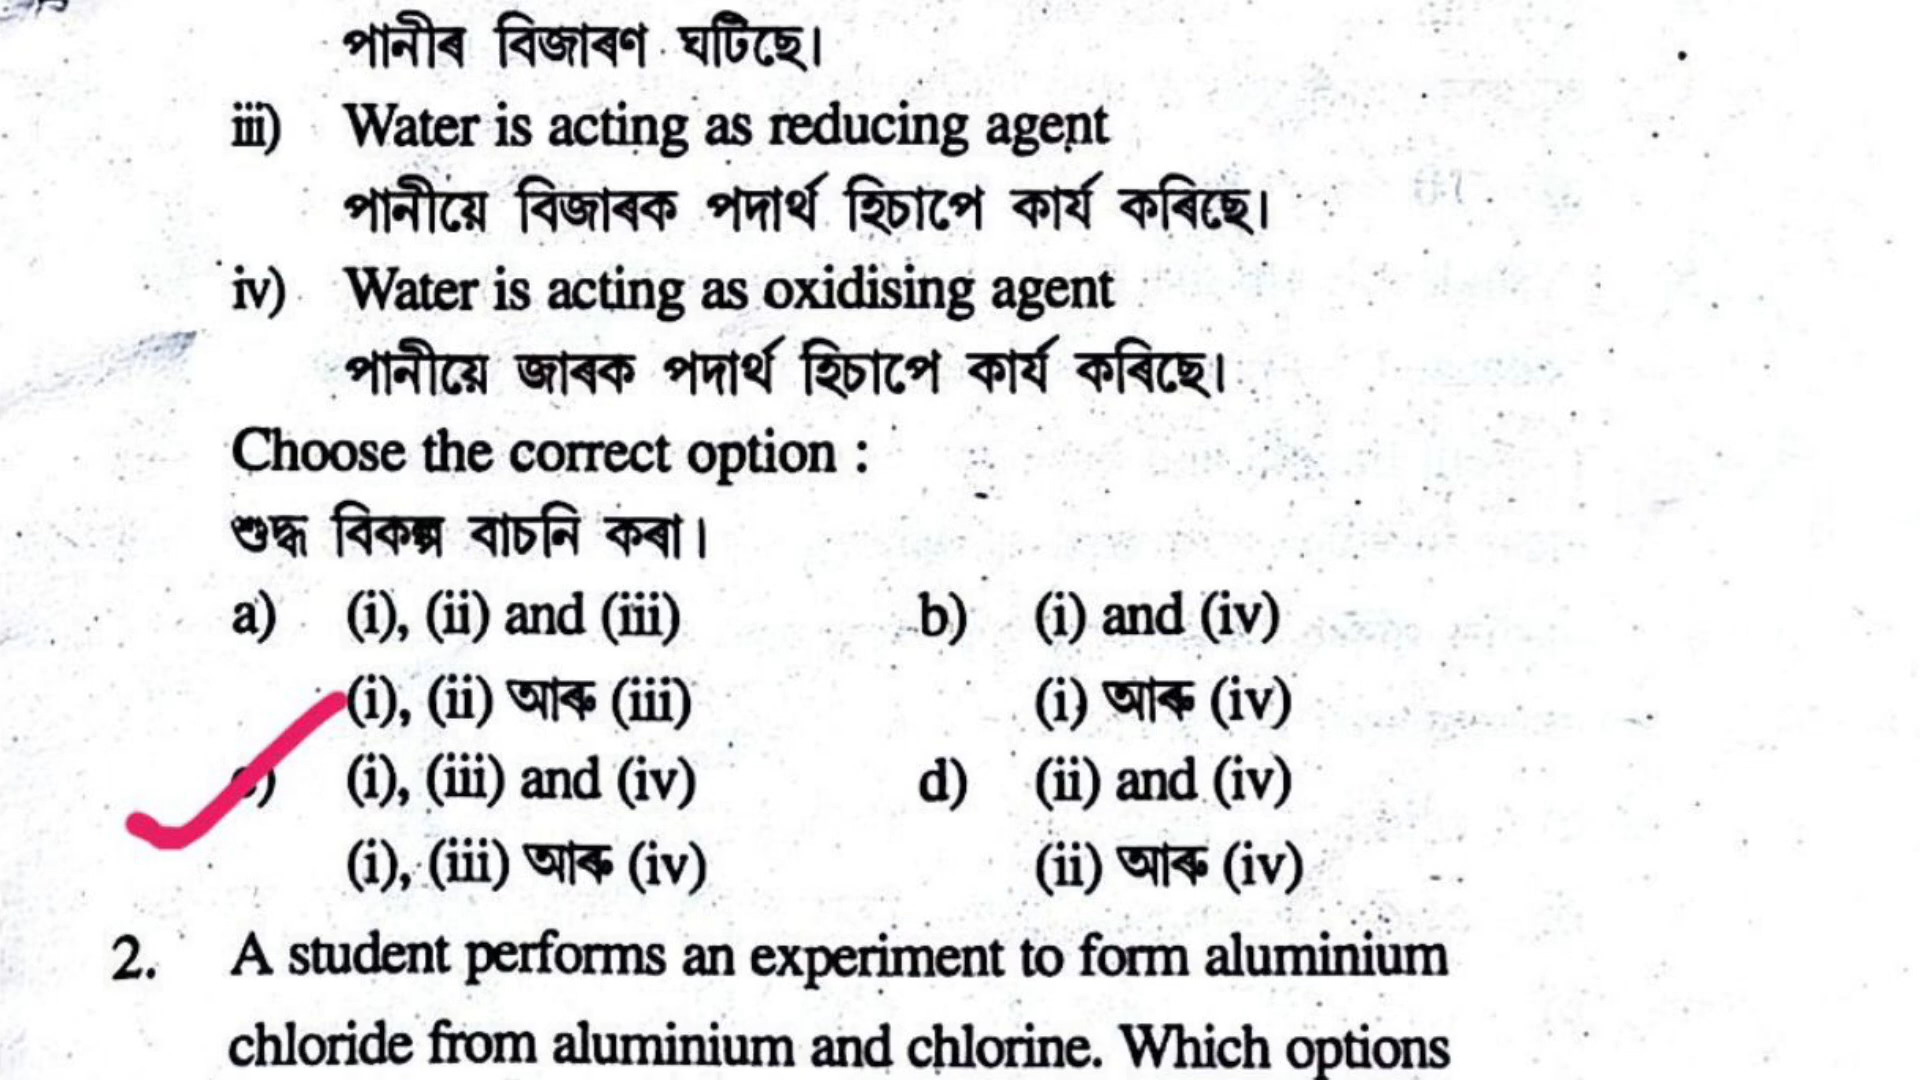 পানীৰ বিজাৰণ ঘটিছে।
iii) Water is acting as reducing agent
পানীয়ে বিজাৰক পদাৰ্থ হিচাপে কাৰ্য কৰিছে।
iv) Water is acting as oxidising agent
পানীয়ে জাৰক পদাৰ্থ হিচাপে কাৰ্য কৰিছে।
Choose the correct option :
শুদ্ধ বিকল্প বাচনি কৰা।
a) (i), (ii) and (iii) b) (i) and (iv)
(i), (ii) আৰু (iii) (i) আৰু (iv)
c) (i), (iii) and (iv) d) (ii) and (iv)
(i), (iii) আৰু (iv) (ii) আৰু (iv)
2. A student performs an experiment to form aluminium
chloride from aluminium and chlorine. Which options